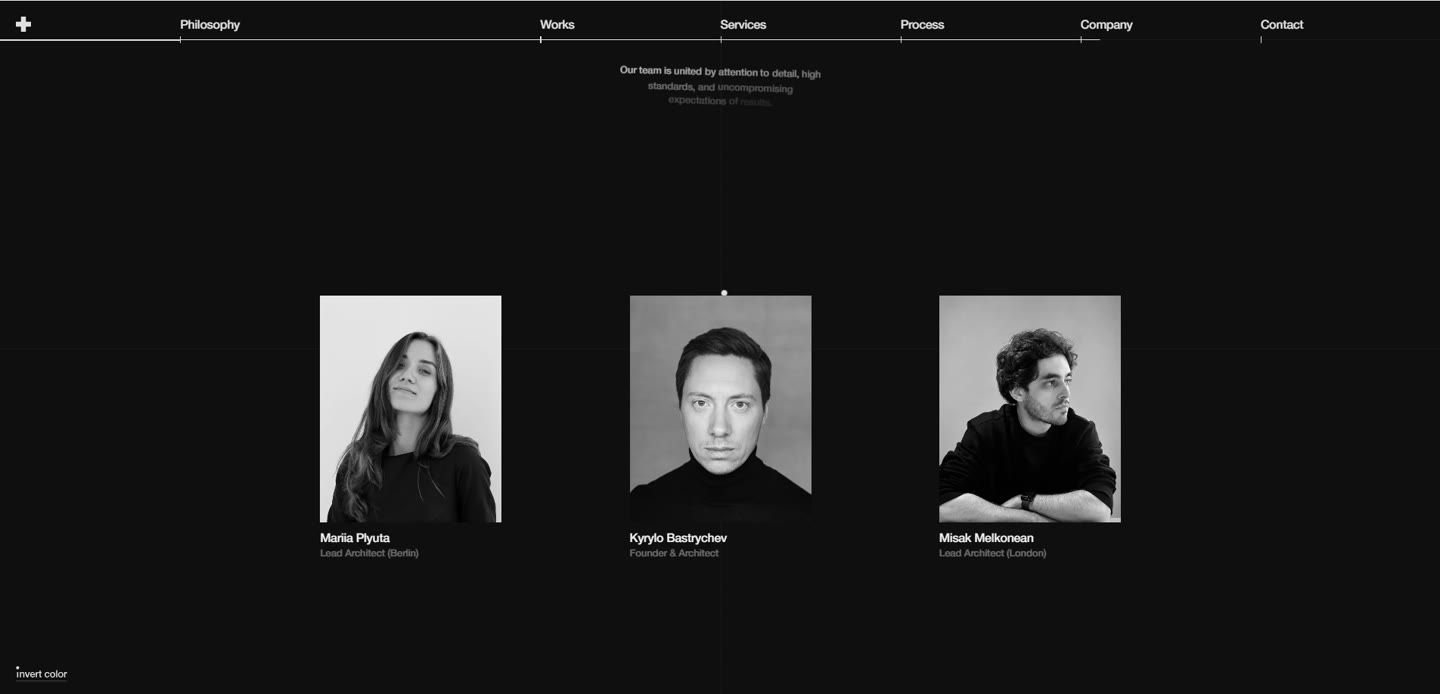 Philosophy
Works
Services
Process
Company
Contact
Our team is united by attention to detail, high
standards, and uncompromising
expectations of results.
Mariia Plyuta
Lead Architect (Berlin)
Kyrylo Bastrychev
Founder & Architect
Misak Melkonean
Lead Architect (London)
invert color